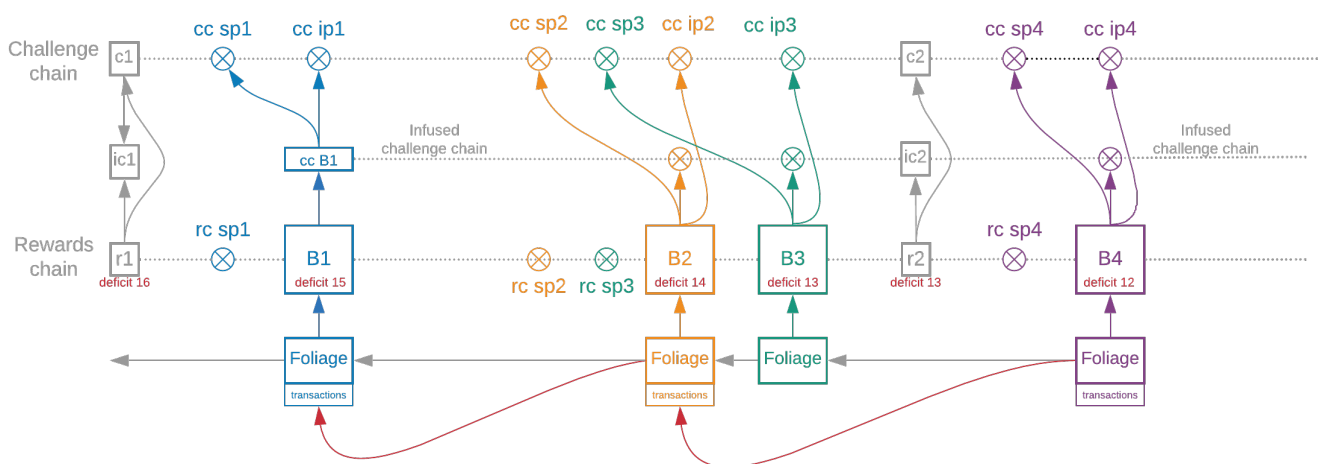 cc sp1
cc ip1
cc sp2
cc sp3
cc ip2
cc ip3
cc sp4
cc ip4
Challenge
chain
c1
c2
Infused
challenge chain
Infused
challenge chain
ic1
cc B1
ic2
rc sp1
rc sp4
Rewards
chain
r1
B1
B2
B3
r2
B4
deficit 16
deficit 15
deficit 14
deficit 13
deficit 13
deficit 12
rc sp2
rc sp3
Foliage
Foliage
Foliage
Foliage
transactions
transactions
transactions